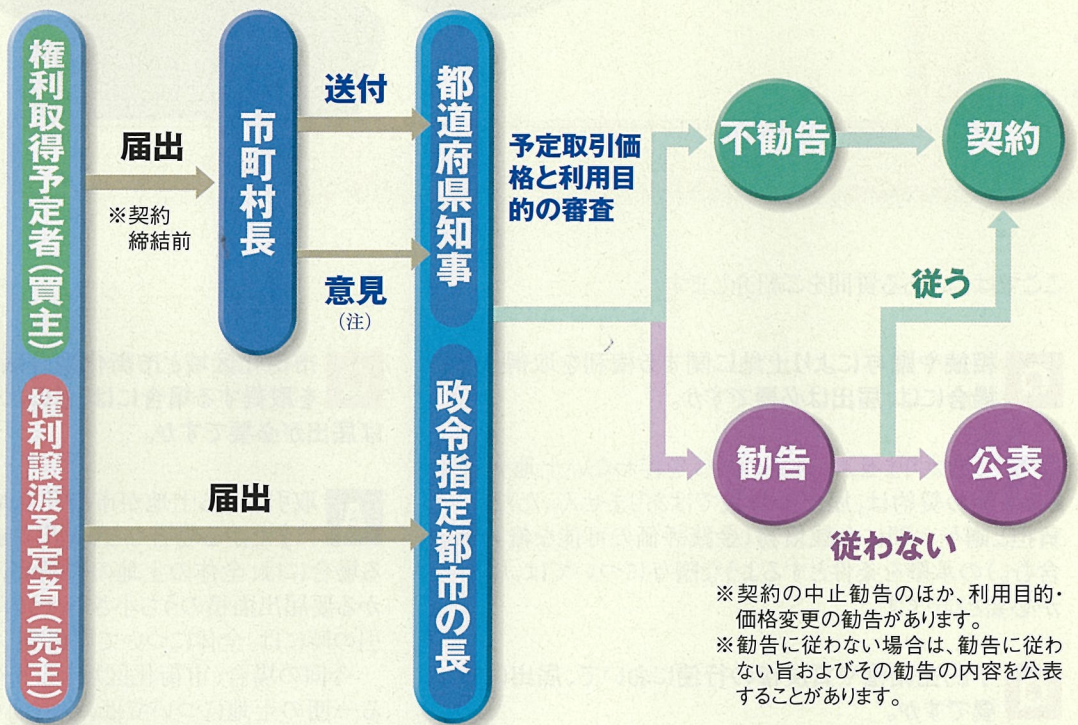 権利取得予定者(買主)
権利譲渡予定者(売主)
届出
※契約
締結前
市町村長
送付
意見
(注)
届出
都道府県知事
政令指定都市の長
予定取引価
格と利用目
的の審査
不勧告
契約
従う
勧告
公表
従わない
※契約の中止勧告のほか、利用目的・
価格変更の勧告があります。
※勧告に従わない場合は、勧告に従わ
ない旨およびその勧告の内容を公表
することがあります。